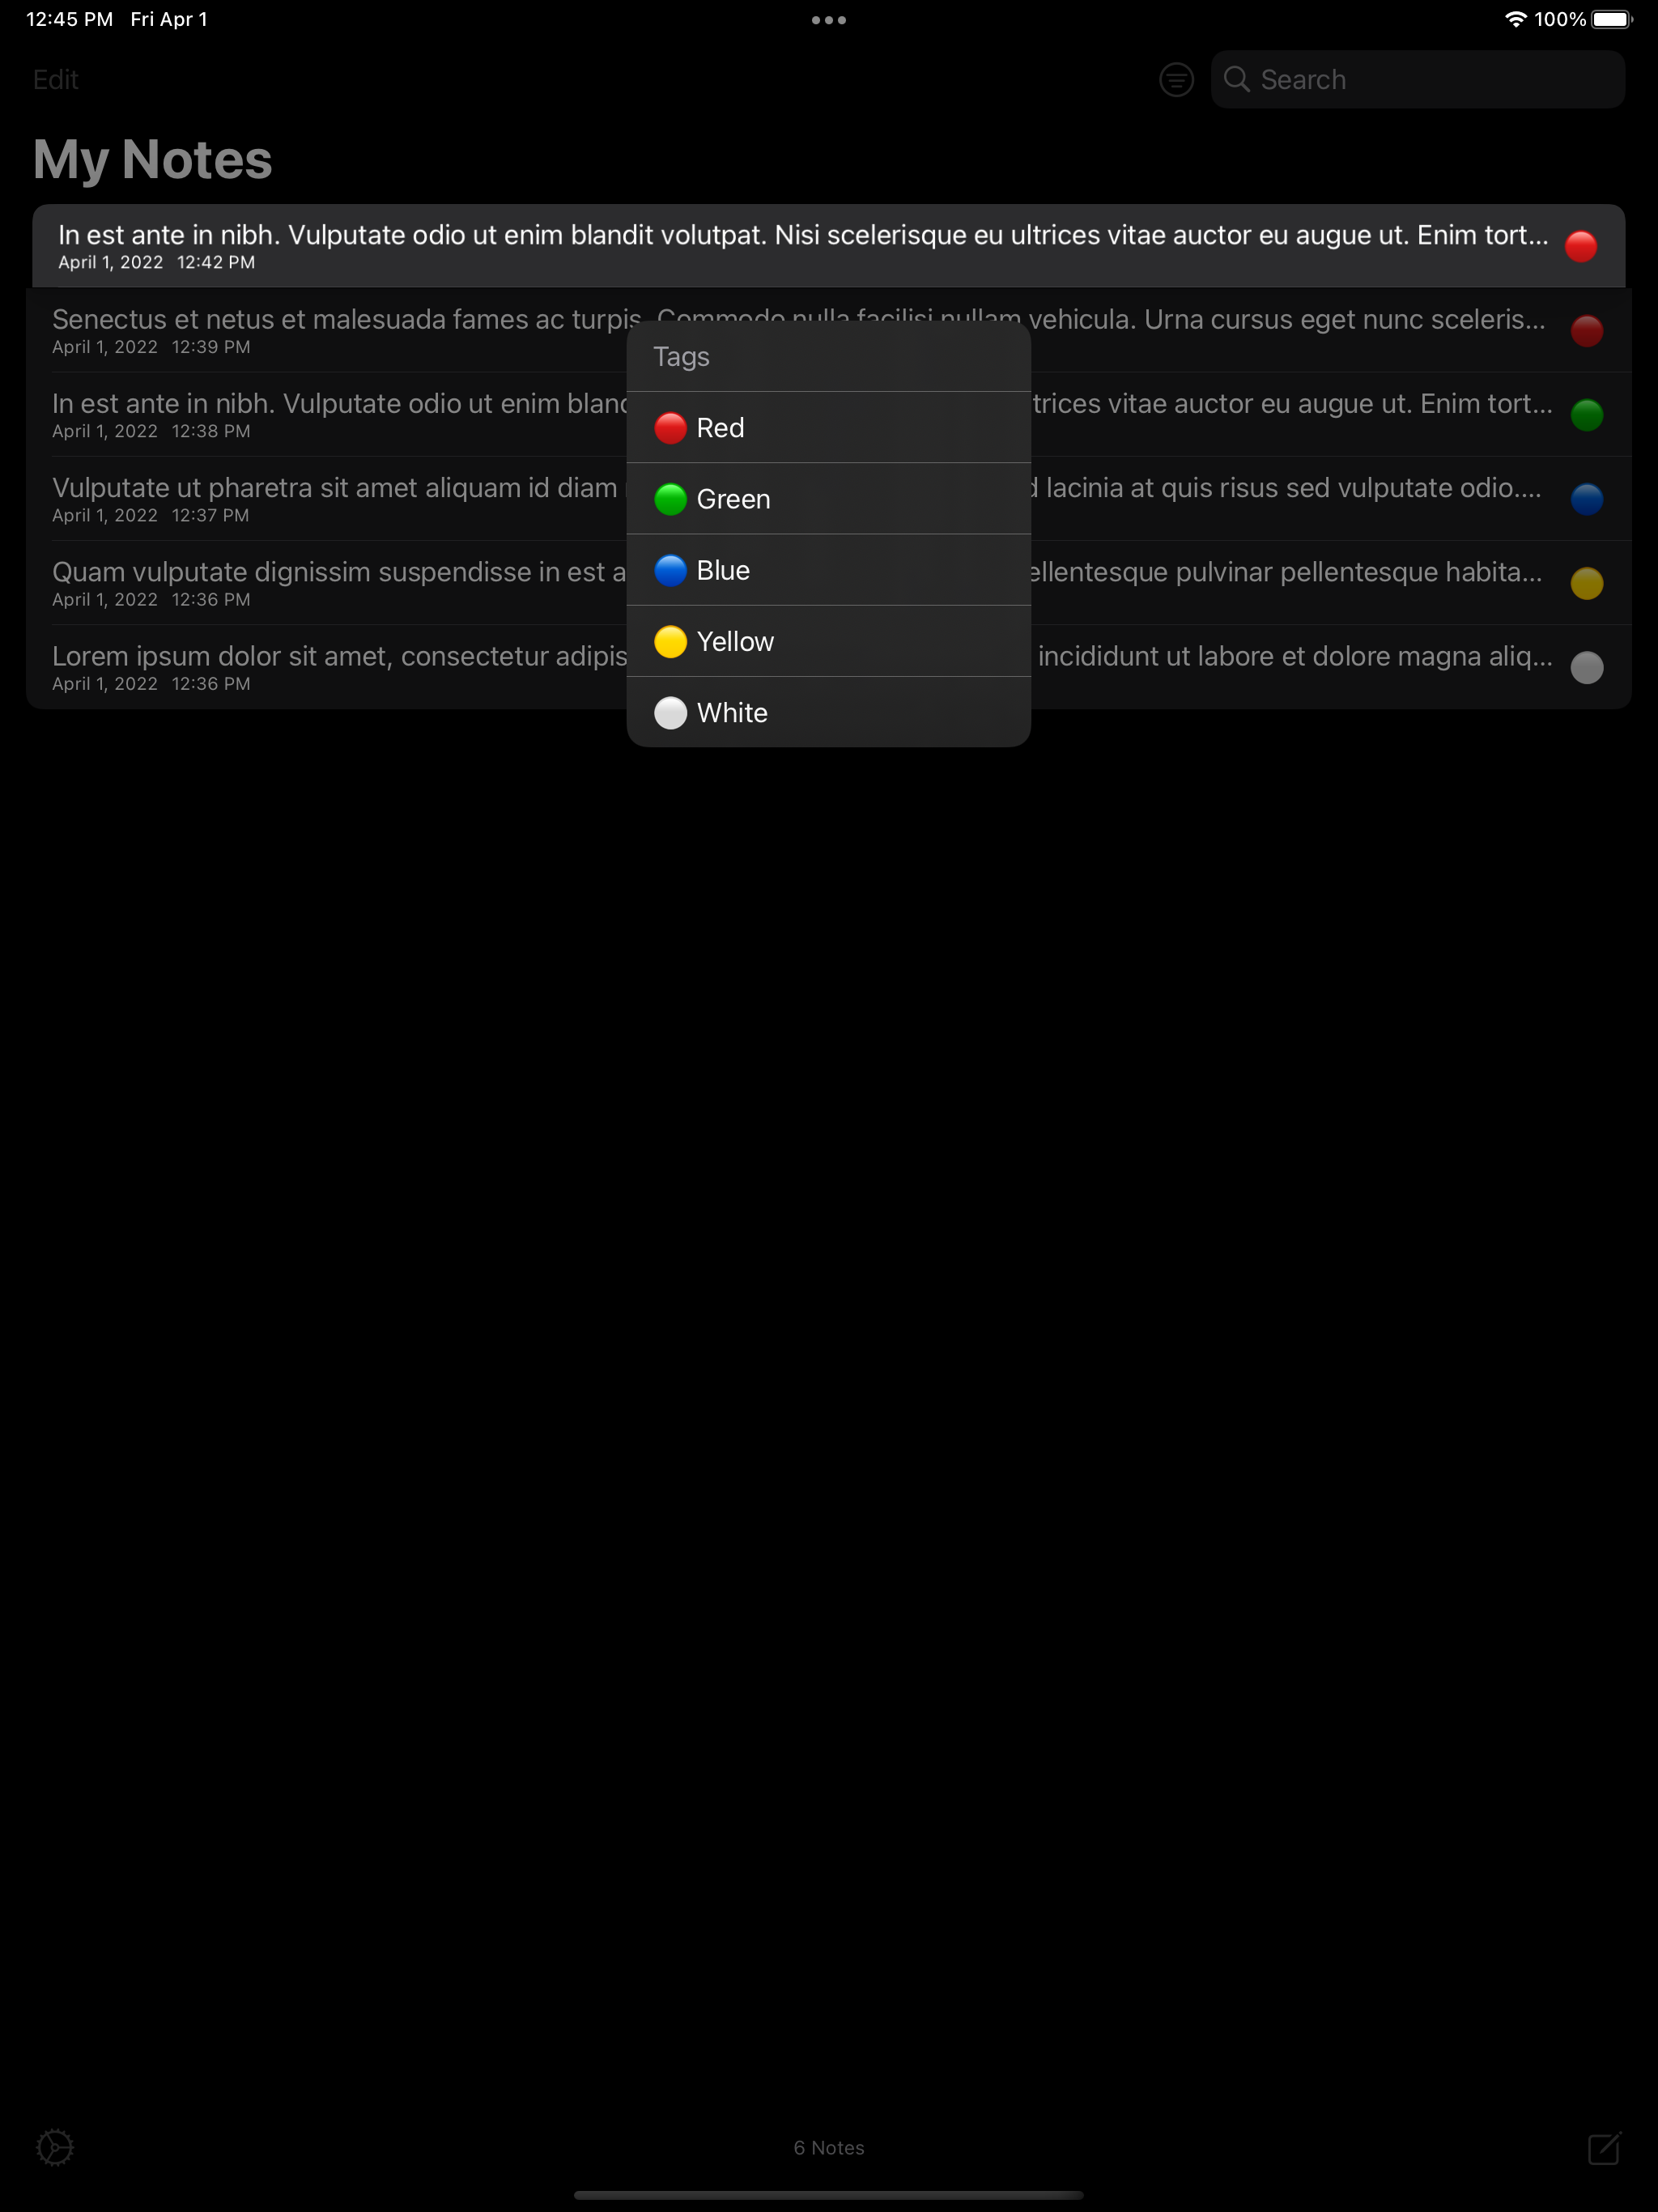 12:45 PM Fri Apr 1 100%
Edit Search
My Notes
In est ante in nibh. Vulputate odio ut enim blandit volutpat. Nisi scelerisque eu ultrices vitae auctor eu augue ut. Enim tort...
April 1, 2022 12:42 PM
Senectus et netus et malesuada fames ac turpis. Commodo nulla facilisi nullam vehicula. Urna cursus eget nunc sceleris...
April 1, 2022 12:39 PM
Tags
In est ante in nibh. Vulputate odio ut enim trices vitae auctor eu augue ut. Enim tort...
April 1, 2022 12:38 PM
Red
Vulputate ut pharetra sit amet aliquam id diam lacinia at quis risus sed vulputate odio....
April 1, 2022 12:37 PM
Green
Quam vulputate dignissim suspendisse in est ellentesque pulvinar pellentesque habita...
April 1, 2022 12:36 PM
Blue
Yellow
Lorem ipsum dolor sit amet, consectetur adipis incididunt ut labore et dolore magna aliq...
April 1, 2022 12:36 PM
White
6 Notes